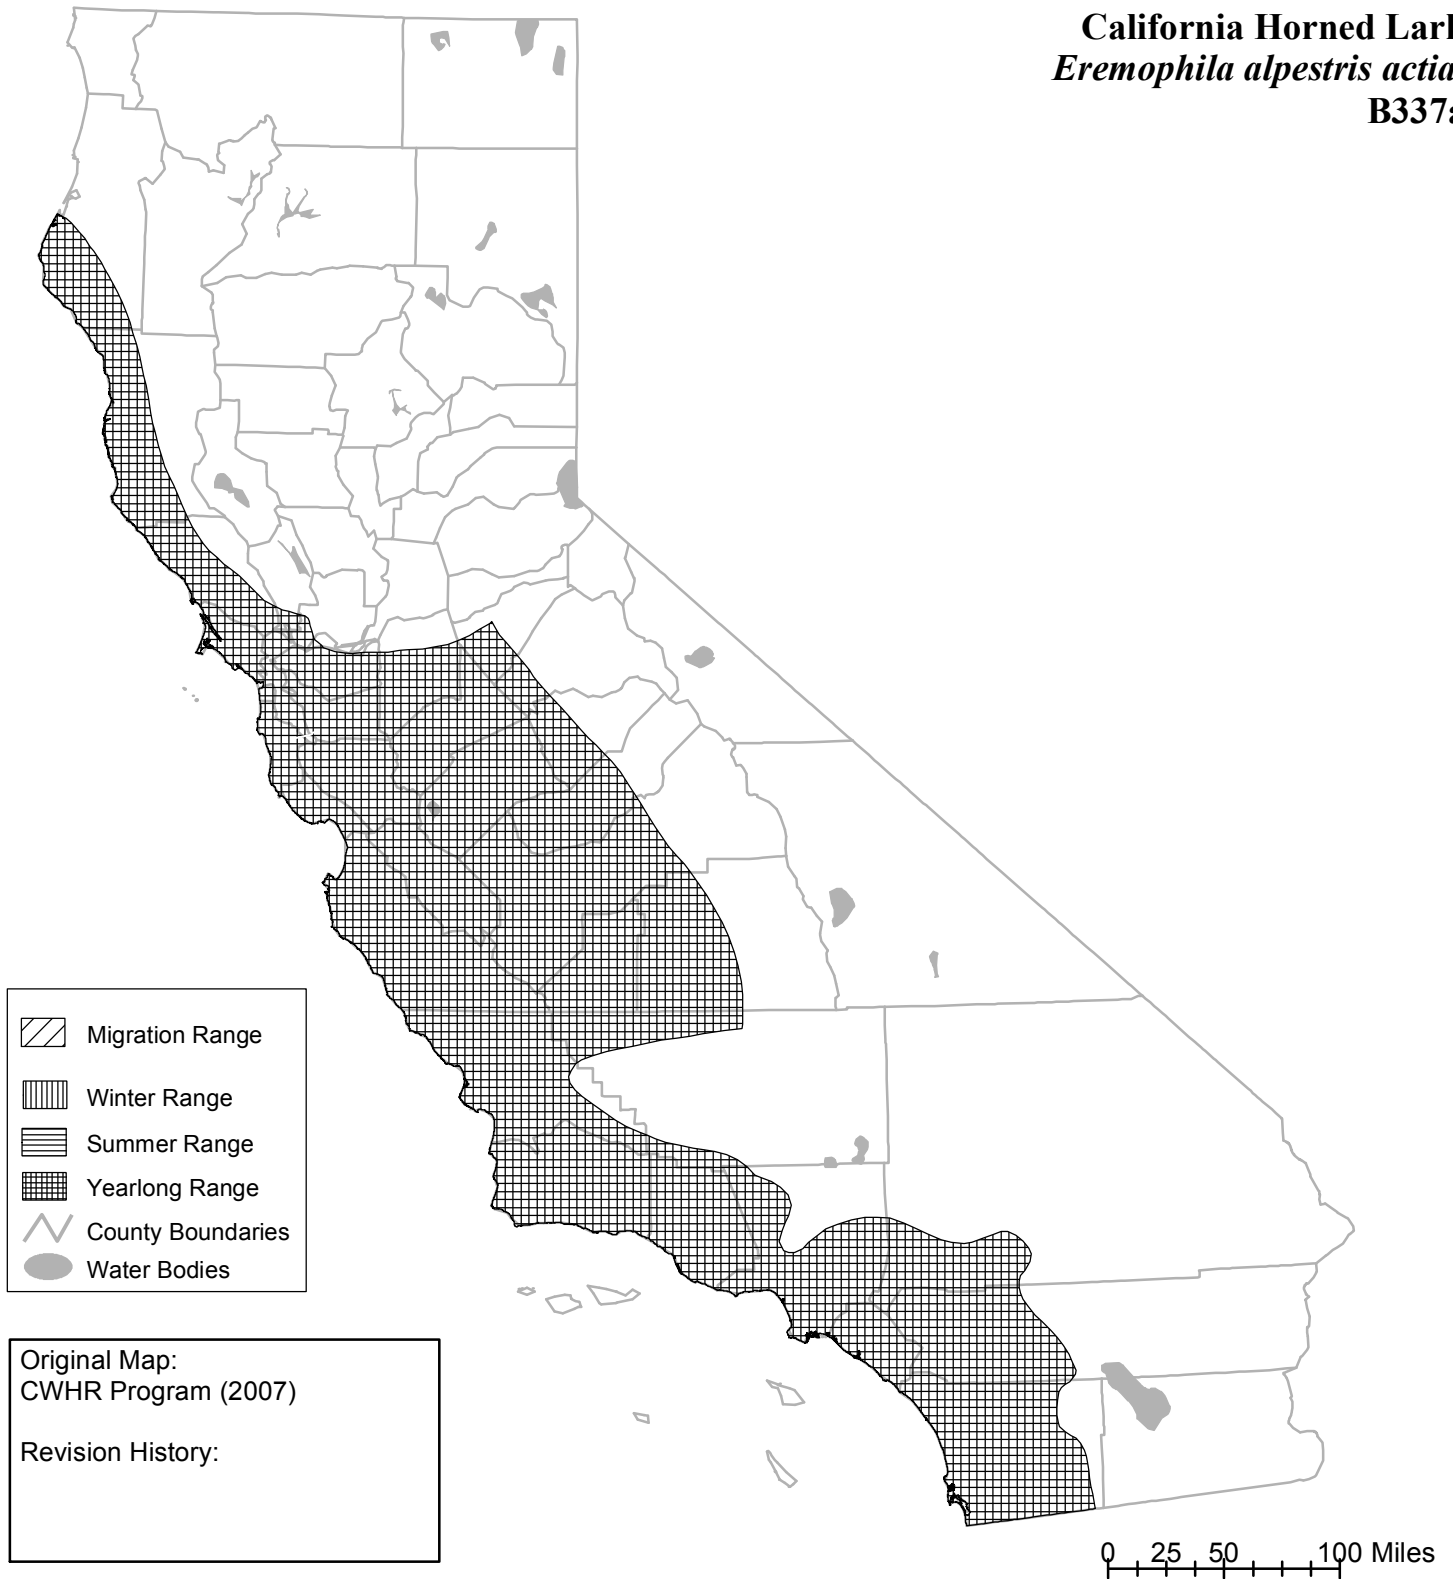 California Horned Lark
Eremophila alpestris actia
B337a
Migration Range
Winter Range
Summer Range
Yearlong Range
County Boundaries
Water Bodies
Original Map:
CWHR Program (2007)
Revision History:
0 25 50 100 Miles